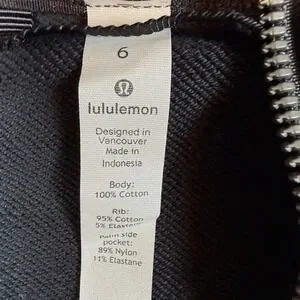 6
lululemon
Designed in
Vancouver
Made in
Indonesia
Body:
100% Cotton
Rib:
95% Cotton
5% Elastane
Palm side
pocket:
89% Nylon
11% Elastane